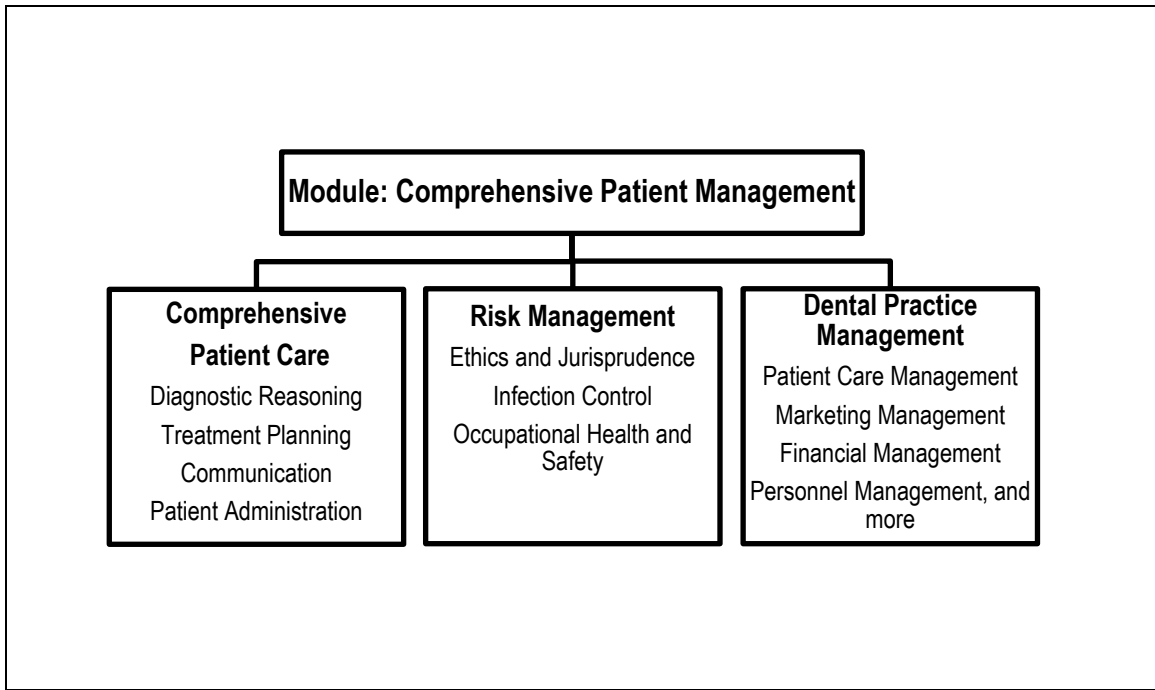 Module: Comprehensive Patient Management
Comprehensive
Patient Care
Diagnostic Reasoning
Treatment Planning
Communication
Patient Administration
Risk Management
Ethics and Jurisprudence
Infection Control
Occupational Health and
Safety
Dental Practice
Management
Patient Care Management
Marketing Management
Financial Management
Personnel Management, and
more